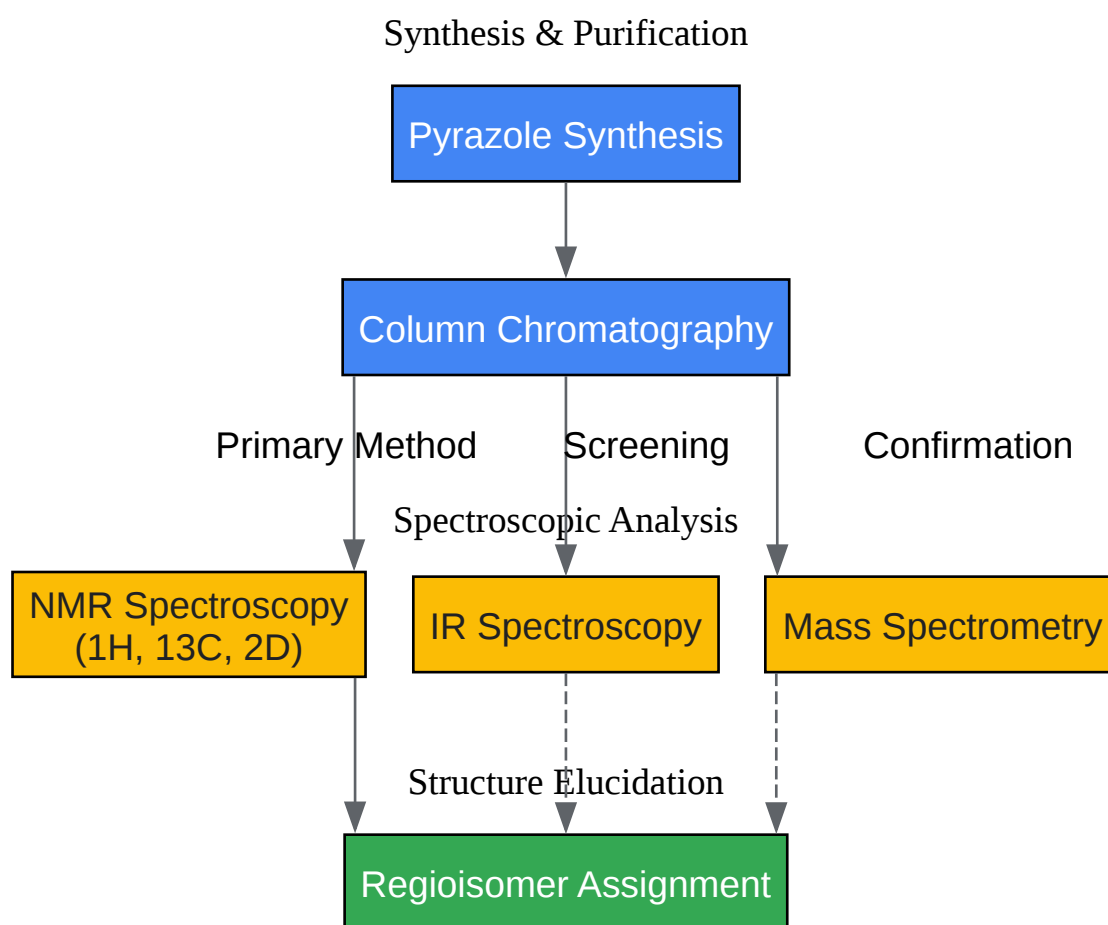 Synthesis & Purification
Pyrazole Synthesis
Column Chromatography
Primary Method
Screening
Confirmation
Spectroscopic Analysis
NMR Spectroscopy
(1H, 13C, 2D)
IR Spectroscopy
Mass Spectrometry
Structure Elucidation
Regioisomer Assignment